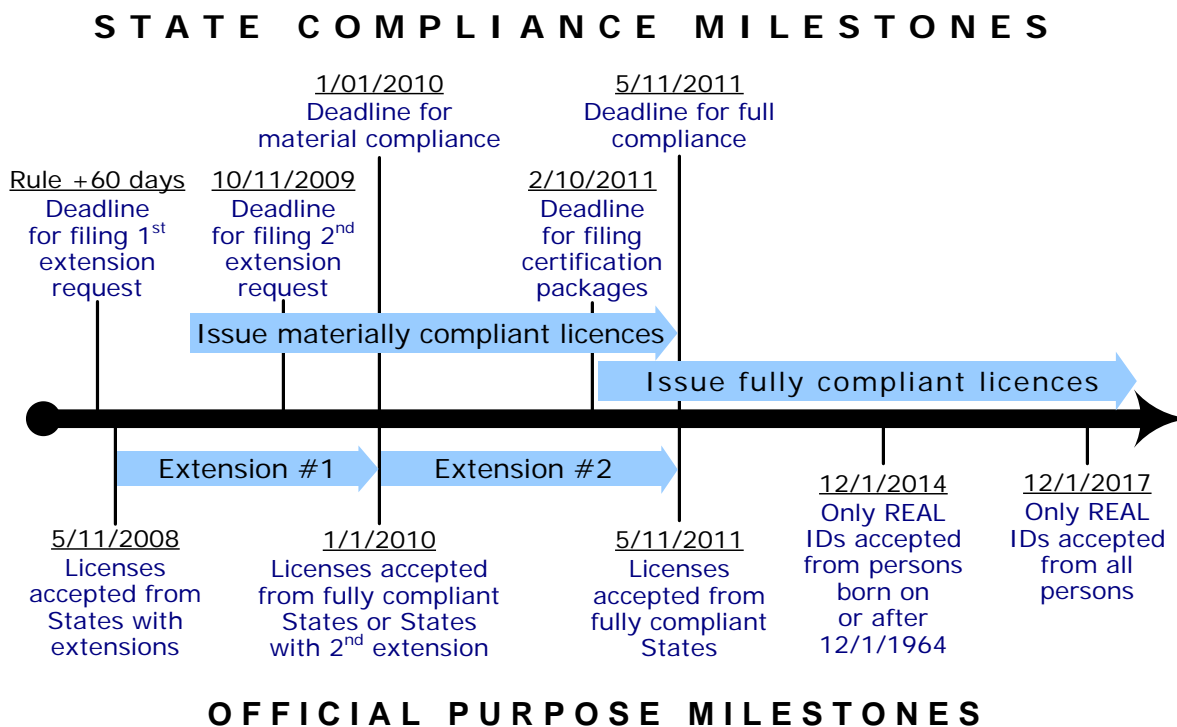 STATE COMPLIANCE MILESTONES
1/01/2010
Deadline for
material compliance
5/11/2011
Deadline for full
compliance
Rule +60 days
Deadline
for filing 1st
extension
request
10/11/2009
Deadline
for filing 2nd
extension
request
2/10/2011
Deadline
for filing
certification
packages
Issue materially compliant licences
Issue fully compliant licences
Extension #1
Extension #2
5/11/2008
Licenses
accepted from
States with
extensions
1/1/2010
Licenses accepted
from fully compliant
States or States
with 2nd extension
5/11/2011
Licenses
accepted from
fully compliant
States
12/1/2014
Only REAL
IDs accepted
from persons
born on
or after
12/1/1964
12/1/2017
Only REAL
IDs accepted
from all
persons
OFFICIAL PURPOSE MILESTONES